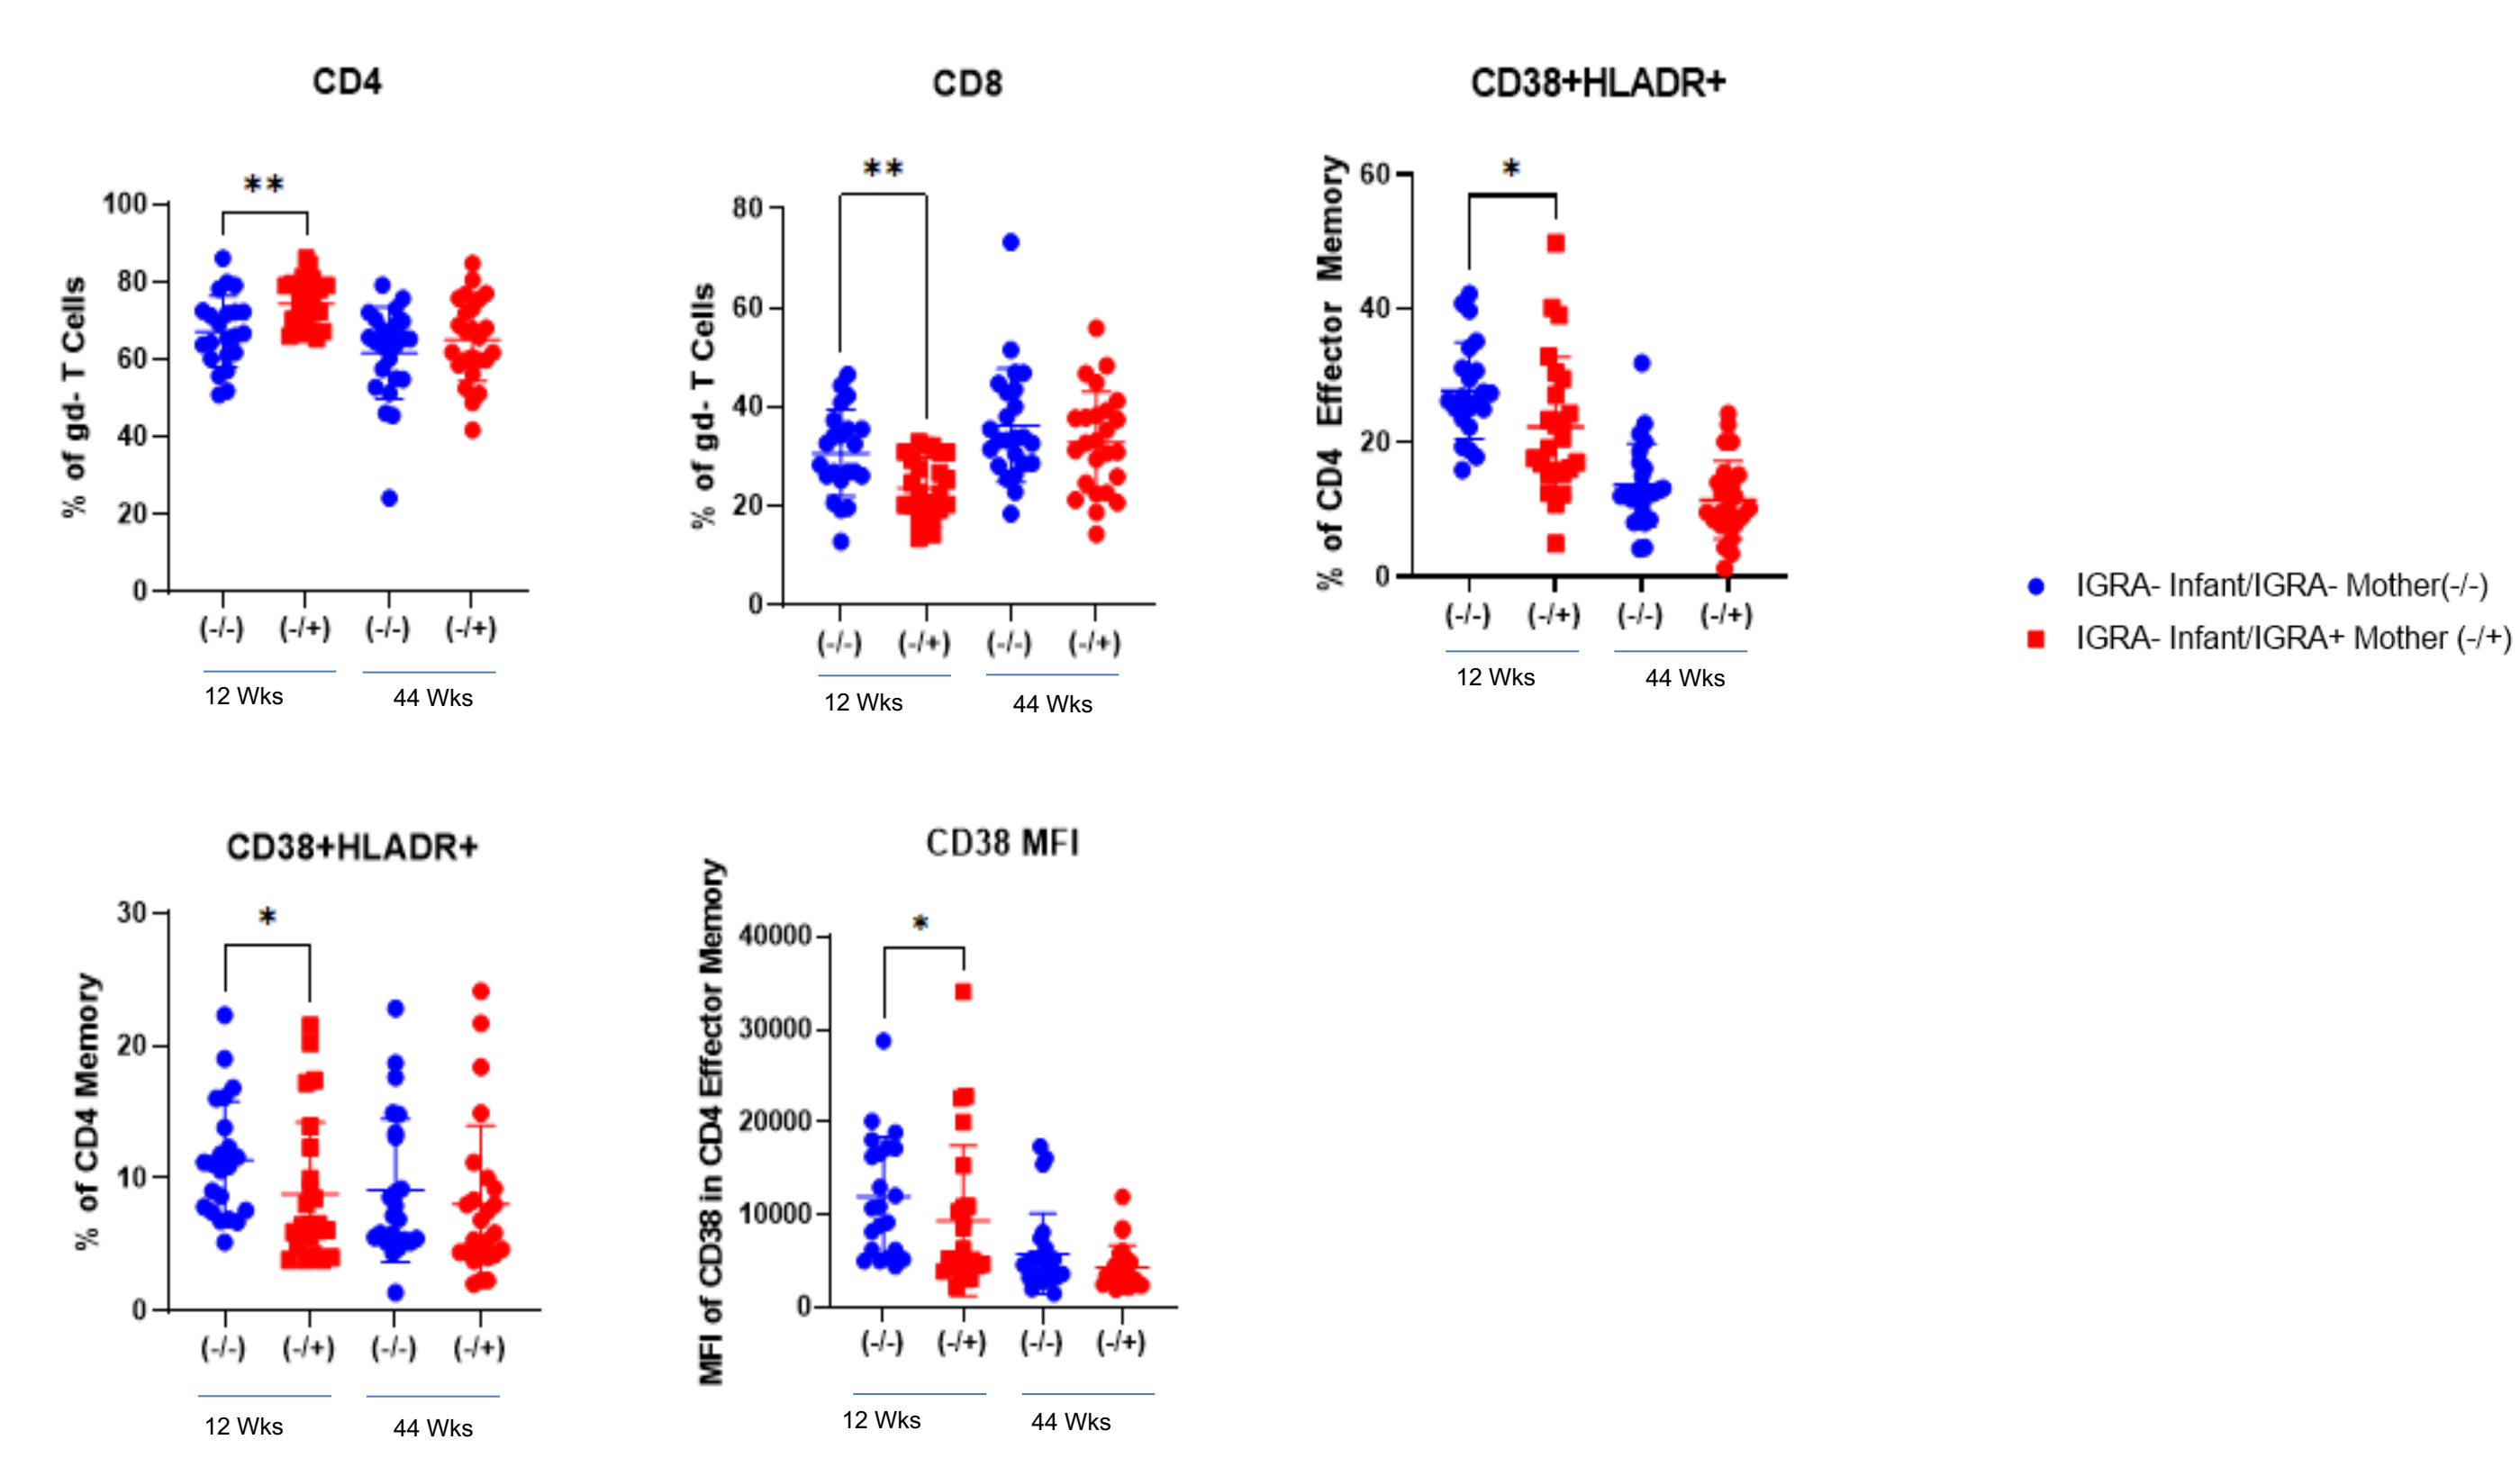 CD4
**
% of gd- T Cells
100
80
60
40
20
0
(-/-) (-/+) (-/-) (-/+)
12 Wks 44 Wks
CD8
**
% of gd- T Cells
80
60
40
20
0
(-/-) (-/+) (-/-) (-/+)
12 Wks 44 Wks
CD38+HLADR+
*
% of CD4 Effector Memory
60
40
20
0
(-/-) (-/+) (-/-) (-/+)
12 Wks 44 Wks
IGRA- Infant/IGRA- Mother(-/-)
IGRA- Infant/IGRA+ Mother (-/+)
CD38+HLADR+
*
% of CD4 Memory
30
20
10
0
(-/-) (-/+) (-/-) (-/+)
12 Wks 44 Wks
CD38 MFI
*
MFI of CD38 in CD4 Effector Memory
40000
30000
20000
10000
0
(-/-) (-/+) (-/-) (-/+)
12 Wks 44 Wks